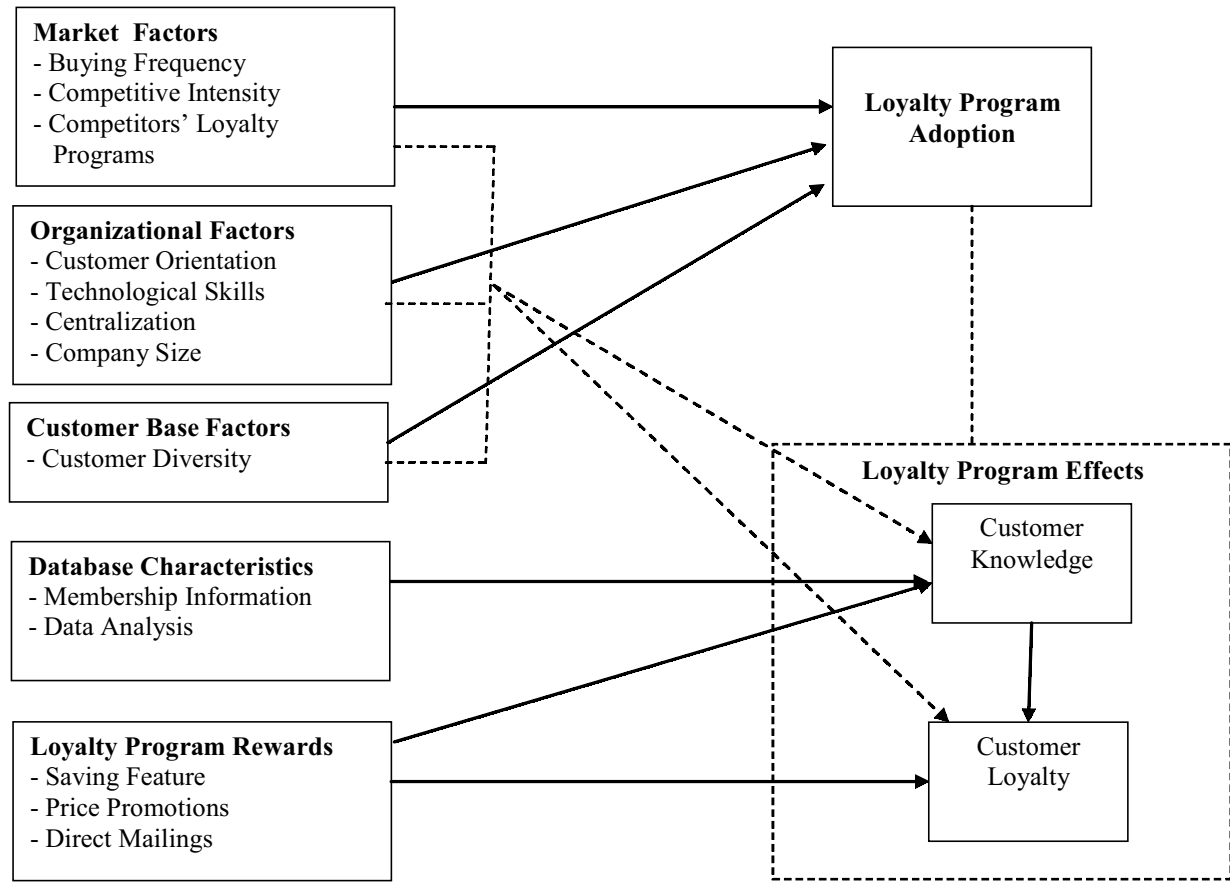 Market Factors
- Buying Frequency
- Competitive Intensity
- Competitors' Loyalty
Programs
Loyalty Program
Adoption
Organizational Factors
- Customer Orientation
- Technological Skills
- Centralization
- Company Size
Customer Base Factors
- Customer Diversity
Loyalty Program Effects
Customer
Knowledge
Database Characteristics
- Membership Information
- Data Analysis
Loyalty Program Rewards
- Saving Feature
- Price Promotions
- Direct Mailings
Customer
Loyalty